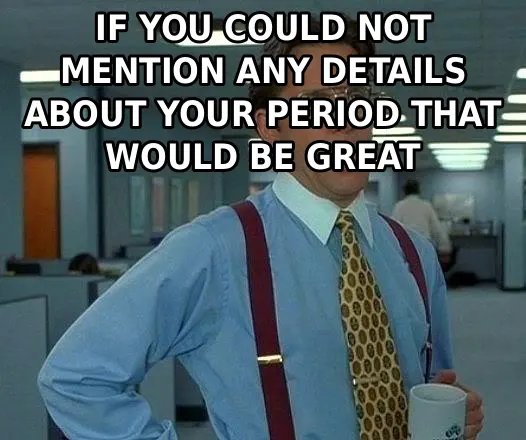 IF YOU COULD NOT
MENTION ANY DETAILS
ABOUT YOUR PERIOD THAT
WOULD BE GREAT